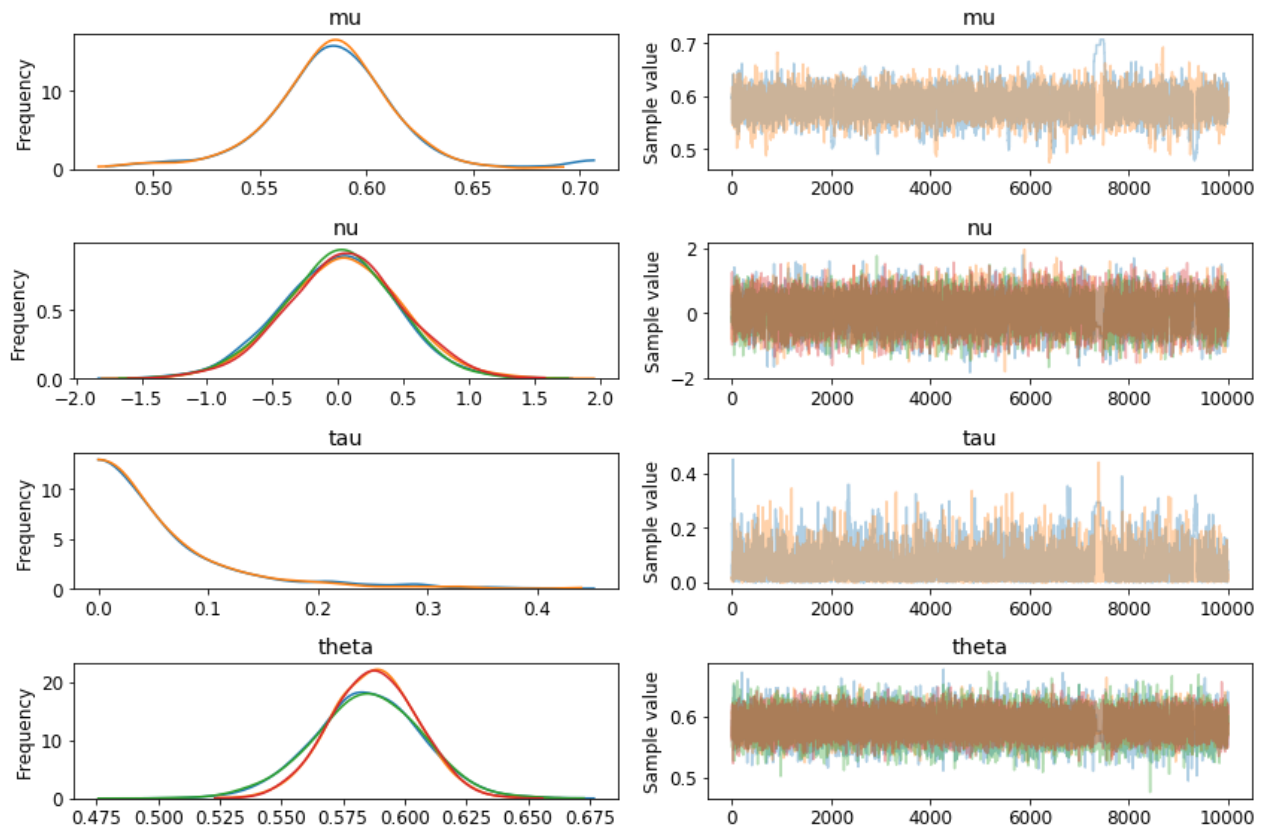 mu
mu
Frequency
10
0
0.50 0.55 0.60 0.65 0.70
Sample value
0.7
0.6
0.5
0 2000 4000 6000 8000 10000
nu
nu
Frequency
0.5
0.0
−2.0 −1.5 −1.0 −0.5 0.0 0.5 1.0 1.5 2.0
Sample value
2
0
−2
0 2000 4000 6000 8000 10000
tau
tau
Frequency
10
5
0
0.0 0.1 0.2 0.3 0.4
Sample value
0.4
0.2
0.0
0 2000 4000 6000 8000 10000
theta
theta
Frequency
20
10
0
0.475 0.500 0.525 0.550 0.575 0.600 0.625 0.650 0.675
Sample value
0.6
0.5
0 2000 4000 6000 8000 10000